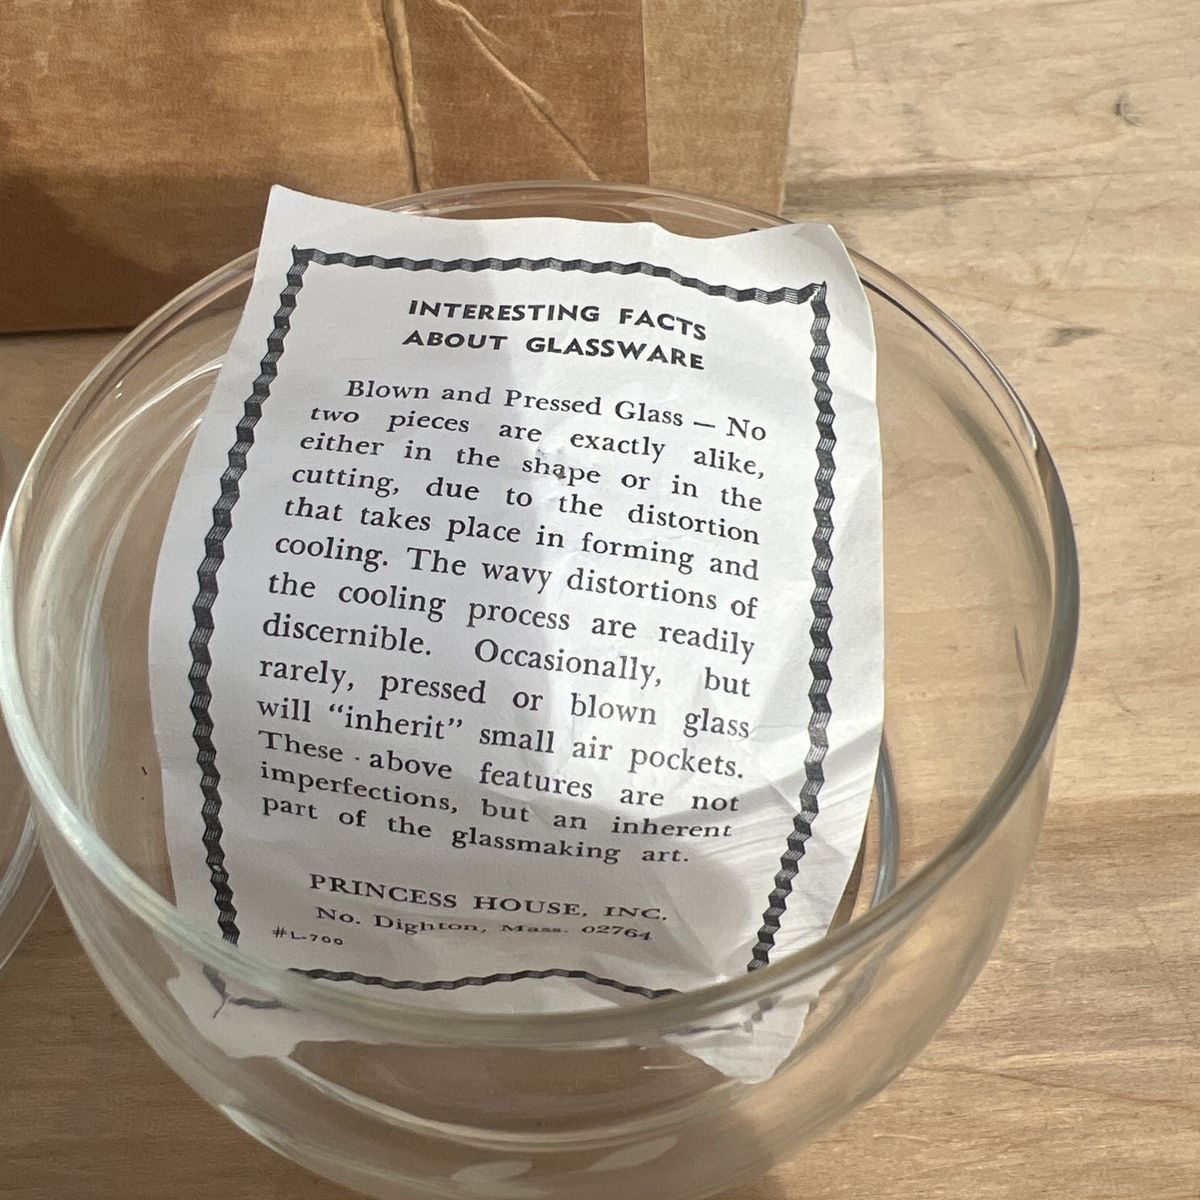 INTERESTING FACTS
ABOUT GLASSWARE
Blown and Pressed Glass — No
two pieces are exactly alike,
either in the shape or in the
cutting, due to the distortion
that takes place in forming and
cooling. The wavy distortions of
the cooling process are readily
discernible. Occasionally, but
rarely, pressed or blown glass
will “inherit” small air pockets.
These above features are not
imperfections, but an inherent
part of the glassmaking art.
PRINCESS HOUSE, INC.
No. Dighton, Mass. 02764
#L-700